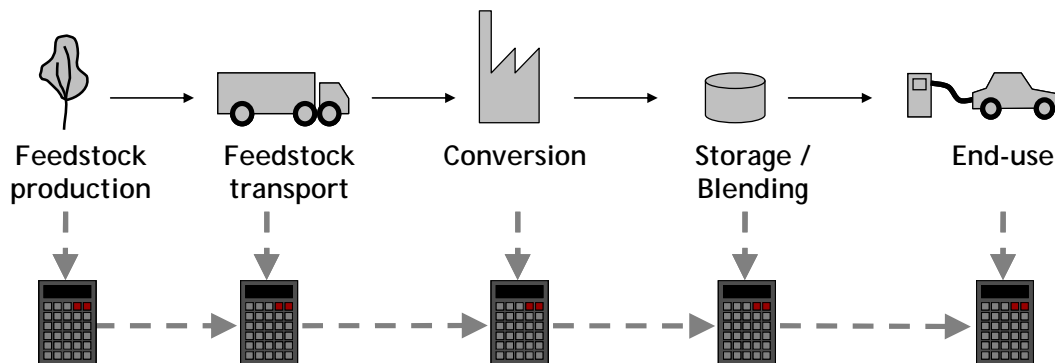 Feedstock
production
Feedstock
transport
Conversion
Storage /
Blending
End-use